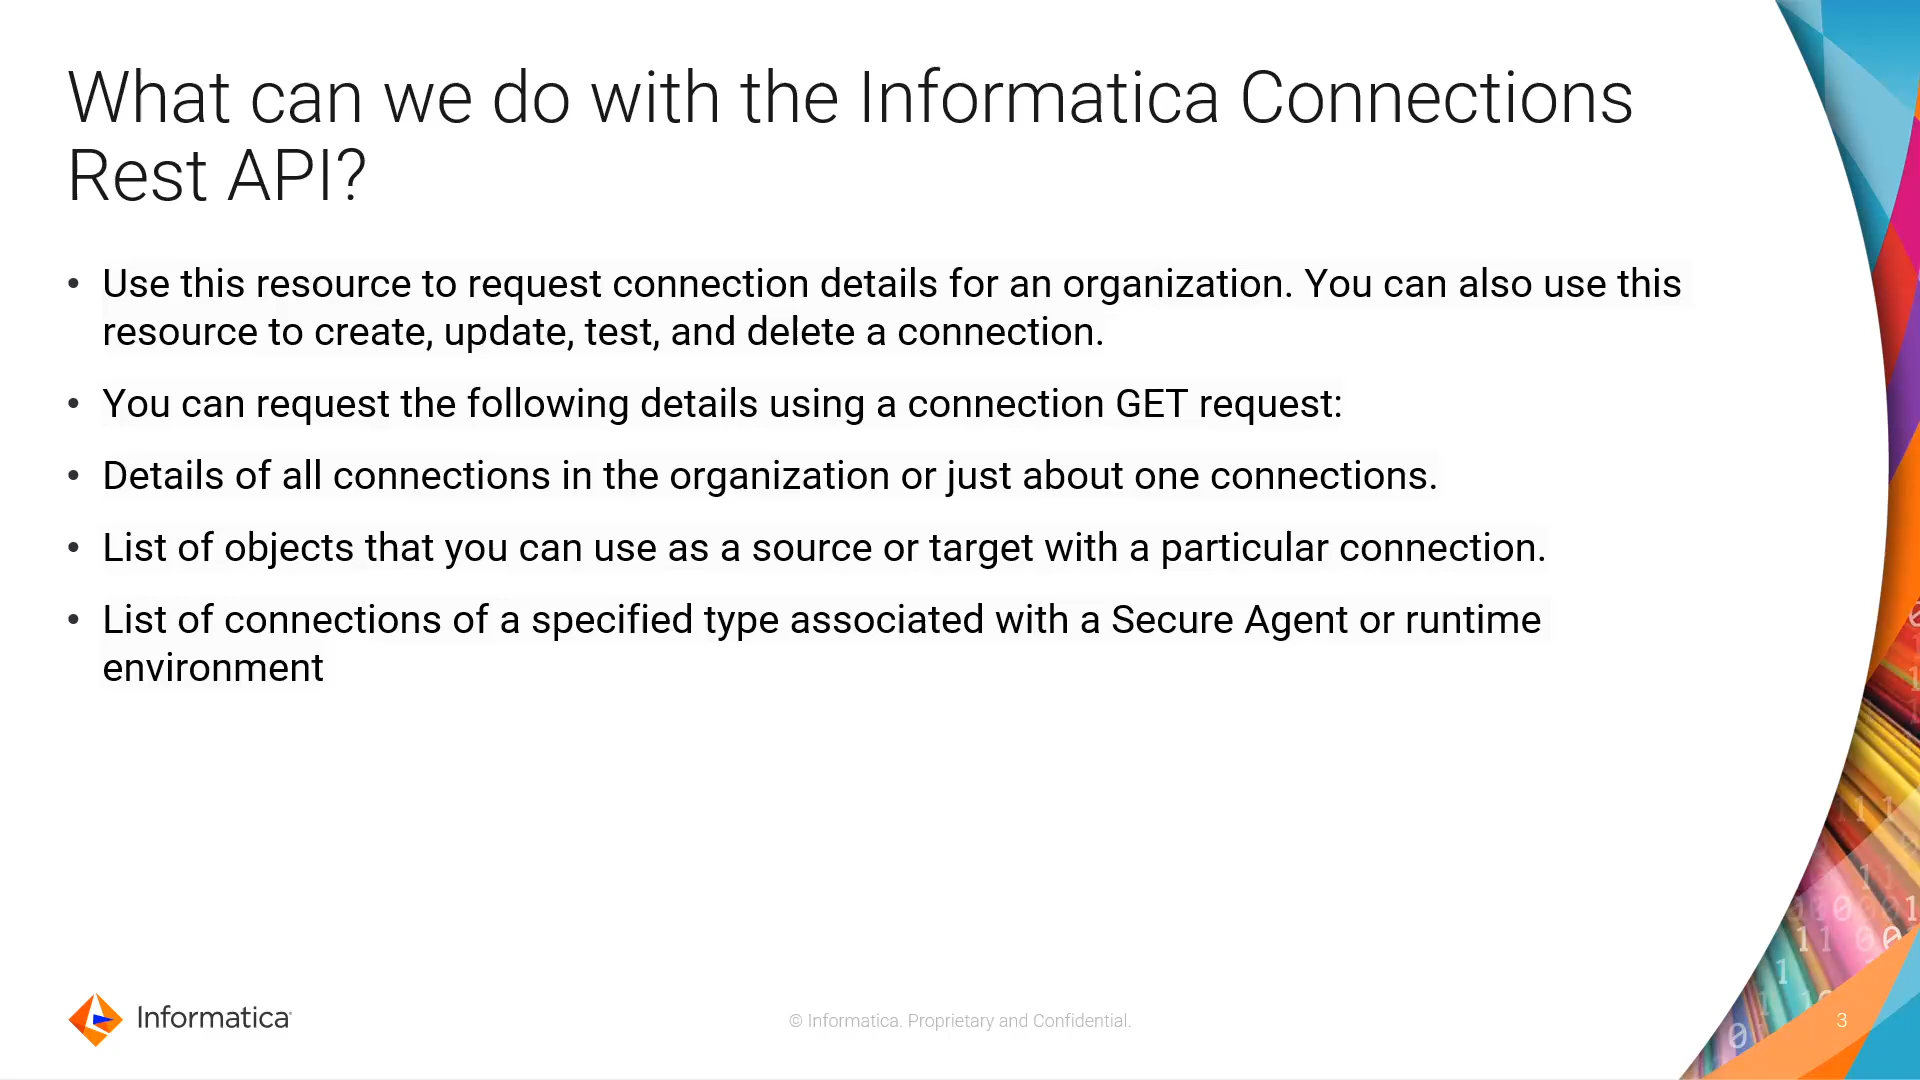 What can we do with the Informatica Connections
Rest API?
• Use this resource to request connection details for an organization. You can also use this
resource to create, update, test, and delete a connection.
• You can request the following details using a connection GET request:
• Details of all connections in the organization or just about one connections.
• List of objects that you can use as a source or target with a particular connection.
• List of connections of a specified type associated with a Secure Agent or runtime
environment
Informatica
© Informatica. Proprietary and Confidential.
3